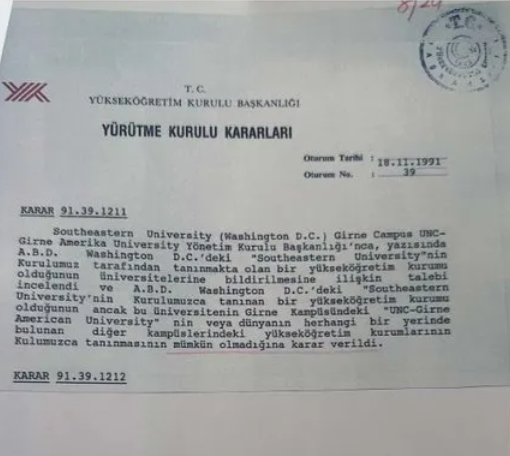 8/24
T.C.
T. C.
YÜKSEKÖĞRETİM KURULU BAŞKANLIĞI
YÜRÜTME KURULU KARARLARI
Oturum Tarihi : 18.11.1991
Oturum No. : 39
KARAR 91.39.1211
Southeastern University (Washington D.C.) Girne Campus UNC-
Girne Amerika University Yönetim Kurulu Başkanlığı'nca, yazısında
A.B.D. Washington D.C.'deki "Southeastern University"nin
Kurulumuz tarafından tanınmakta olan bir yükseköğretim kurumu
olduğunun üniversitelerine bildirilmesine ilişkin talebi
incelendi ve A.B.D. Washington D.C.'deki "Southeastern
University'nin Kurulumuzca tanınan bir yükseköğretim kurumu
olduğunun ancak bu üniversitenin Girne Kampüsündeki "UNC-Girne
American University" nin veya dünyanın herhangi bir yerinde
bulunan diğer kampüslerindeki yükseköğretim kurumlarının
Kulumuzca tanınmasının mümkün olmadığına karar verildi.
KARAR 91.39.1212